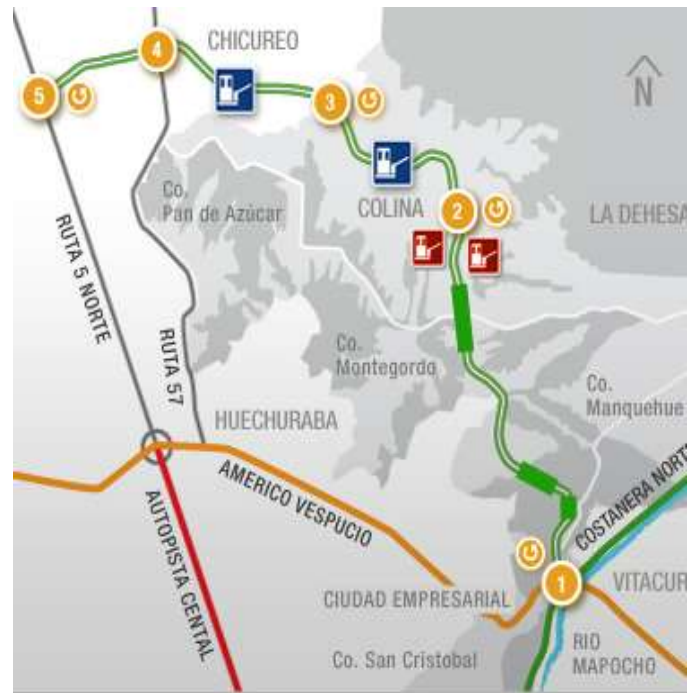 4
CHICUREO
5
3
N
Co.
Pan de Azúcar
COLINA
2
LA DEHESA
RUTA 5 NORTE
RUTA 57
Co.
Montegordo
Co.
Manquehue
HUECHURABA
AMERICO VESPUCIO
COSTANERA NORT
AUTOPISTA CENTAL
1
CIUDAD EMPRESARIAL
VITACUR
RIO
MAPOCHO
Co. San Cristobal